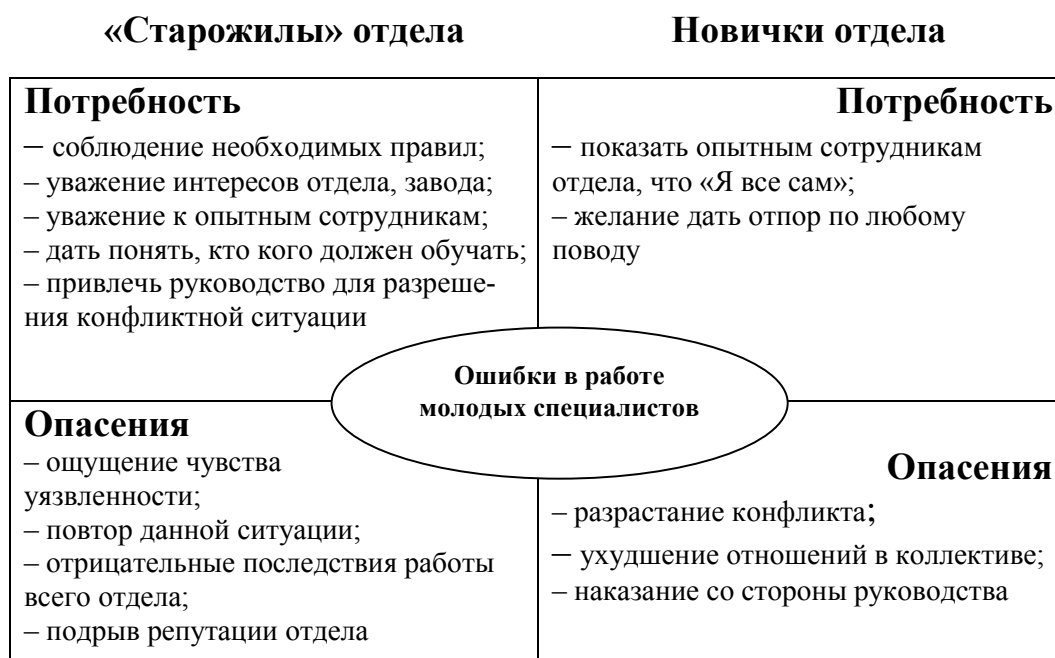 «Старожилы» отдела
Новички отдела
Потребность
– соблюдение необходимых правил;
– уважение интересов отдела, завода;
– уважение к опытным сотрудникам;
– дать понять, кто кого должен обучать;
– привлечь руководство для разреше-
ния конфликтной ситуации
Потребность
– показать опытным сотрудникам
отдела, что «Я все сам»;
– желание дать отпор по любому
поводу
Ошибки в работе
молодых специалистов
Опасения
– ощущение чувства
уязвленности;
– повтор данной ситуации;
– отрицательные последствия работы
всего отдела;
– подрыв репутации отдела
Опасения
– разрастание конфликта;
– ухудшение отношений в коллективе;
– наказание со стороны руководства